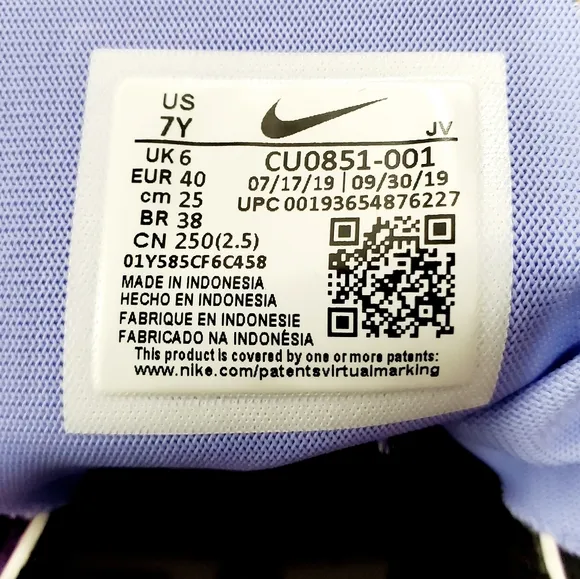 US
7Y
JV
UK 6
EUR 40
cm 25
BR 38
CN 250(2.5)
CU0851-001
07/17/19 | 09/30/19
UPC 00193654876227
01Y585CF6C458
MADE IN INDONESIA
HECHO EN INDONESIA
FABRIQUE EN INDONESIE
FABRICADO NA INDONÉSIA
This product is covered by one or more patents:
www.nike.com/patentsvirtualmarking